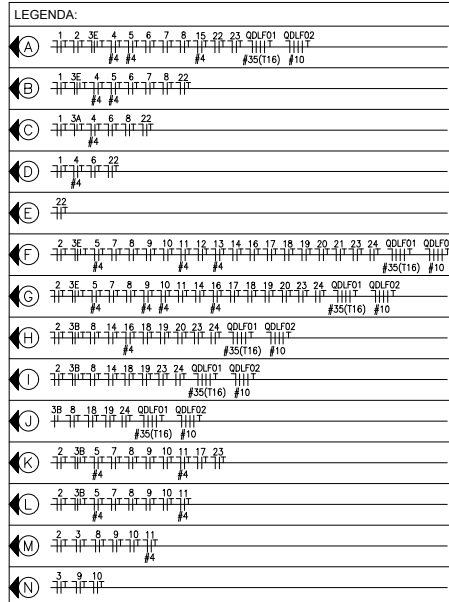 LEGENDA:
A 1 2 3E 4 5 6 7 8 15 22 23 QDLF01 QDLF02
#4 #4 #4 #35(T16) #10
B 1 3E 4 5 6 7 8 22
#4 #4
C 1 3A 4 6 8 22
#4
D 1 4 6 22
#4
E 22
F 2 3E 5 7 8 9 10 11 12 13 14 16 17 18 19 20 21 23 24 QDLF01 QDLF0
#4 #4 #4 #35(T16) #10
G 2 3E 5 7 8 9 10 11 14 16 17 18 19 20 23 24 QDLF01 QDLF02
#4 #4 #4 #4 #35(T16) #10
H 2 3B 8 14 16 18 19 20 23 24 QDLF01 QDLF02
#4 #35(T16) #10
I 2 3B 8 14 18 19 23 24 QDLF01 QDLF02
#35(T16) #10
J 3B 8 18 19 24 QDLF01 QDLF02
#35(T16) #10
K 2 3B 5 7 8 9 10 11 17 23
#4 #4
L 2 3B 5 7 8 9 10 11
#4 #4
M 2 3 8 9 10 11
#4
N 3 9 10